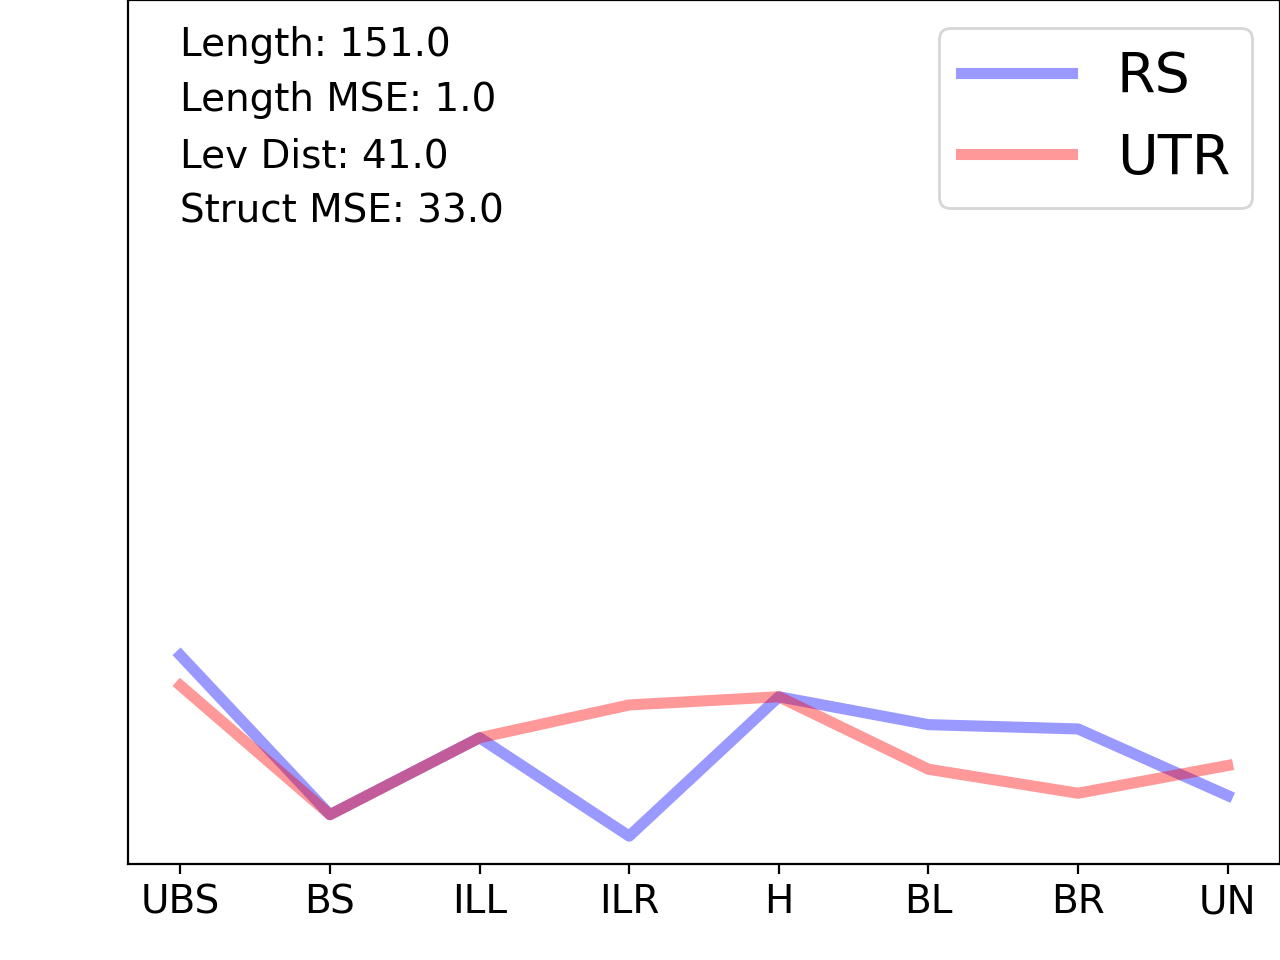 Length: 151.0
Length MSE: 1.0
Lev Dist: 41.0
Struct MSE: 33.0
RS
UTR
UBS BS ILL ILR H BL BR UN